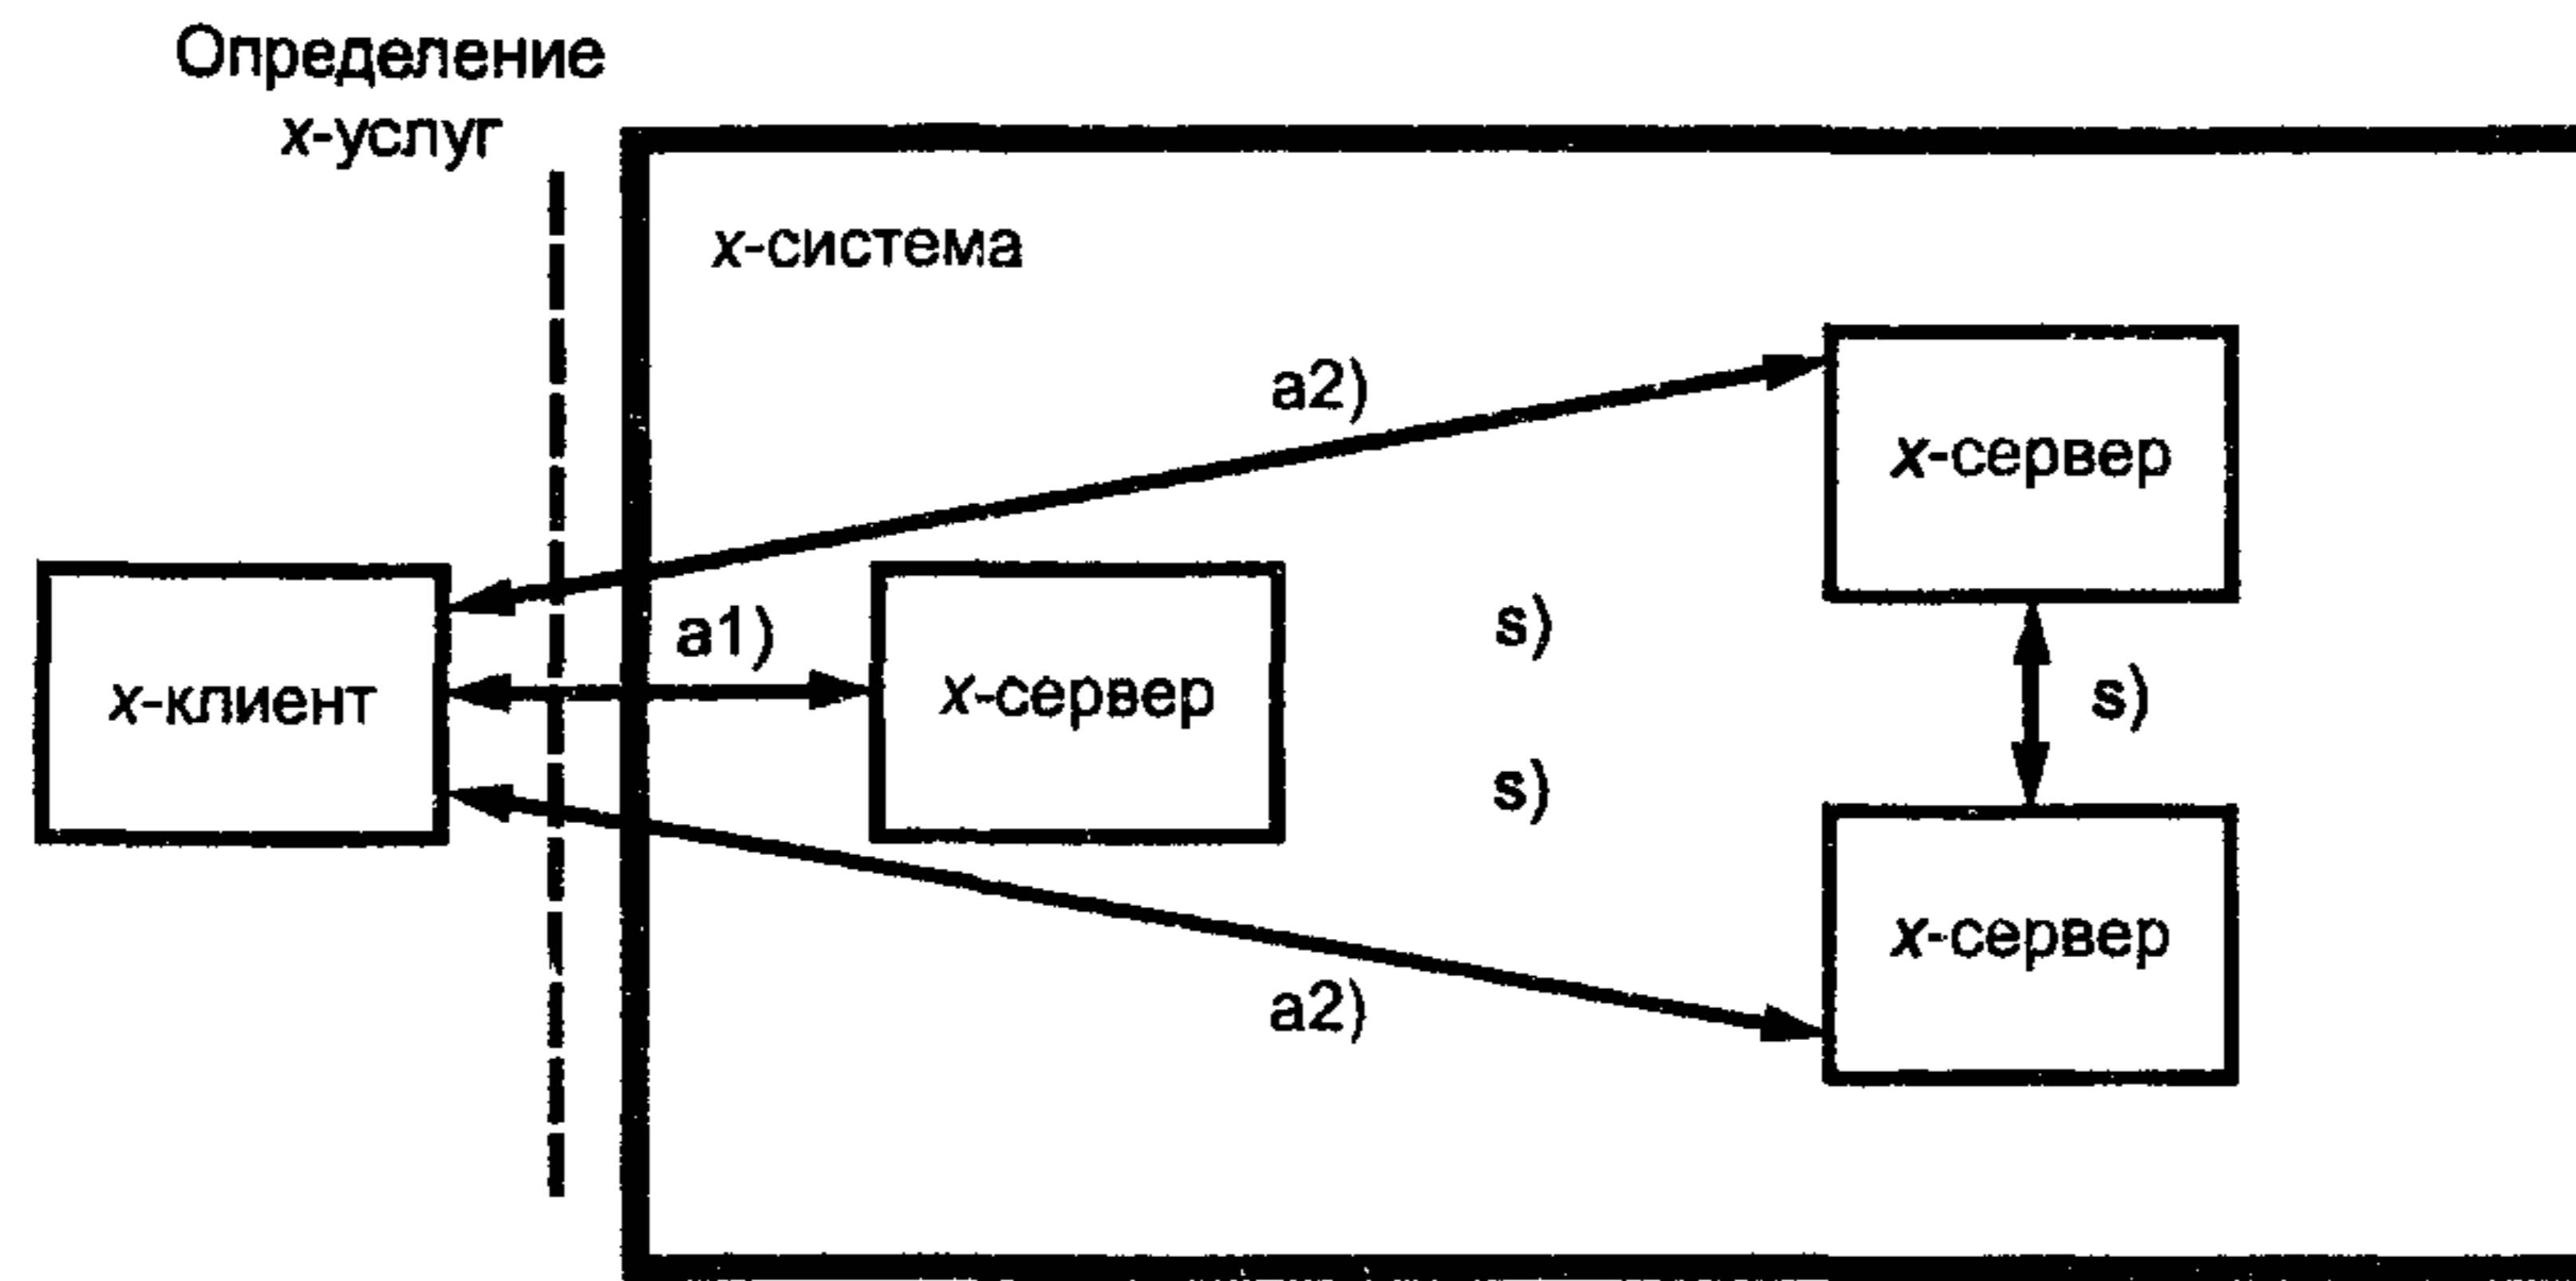 Определение
x-услуг
x-система
a2)
x-сервер
a1)
s)
x-клиент
x-сервер
s)
s)
x-сервер
a2)